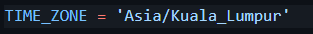 TIME_ZONE = 'Asia/Kuala_Lumpur'